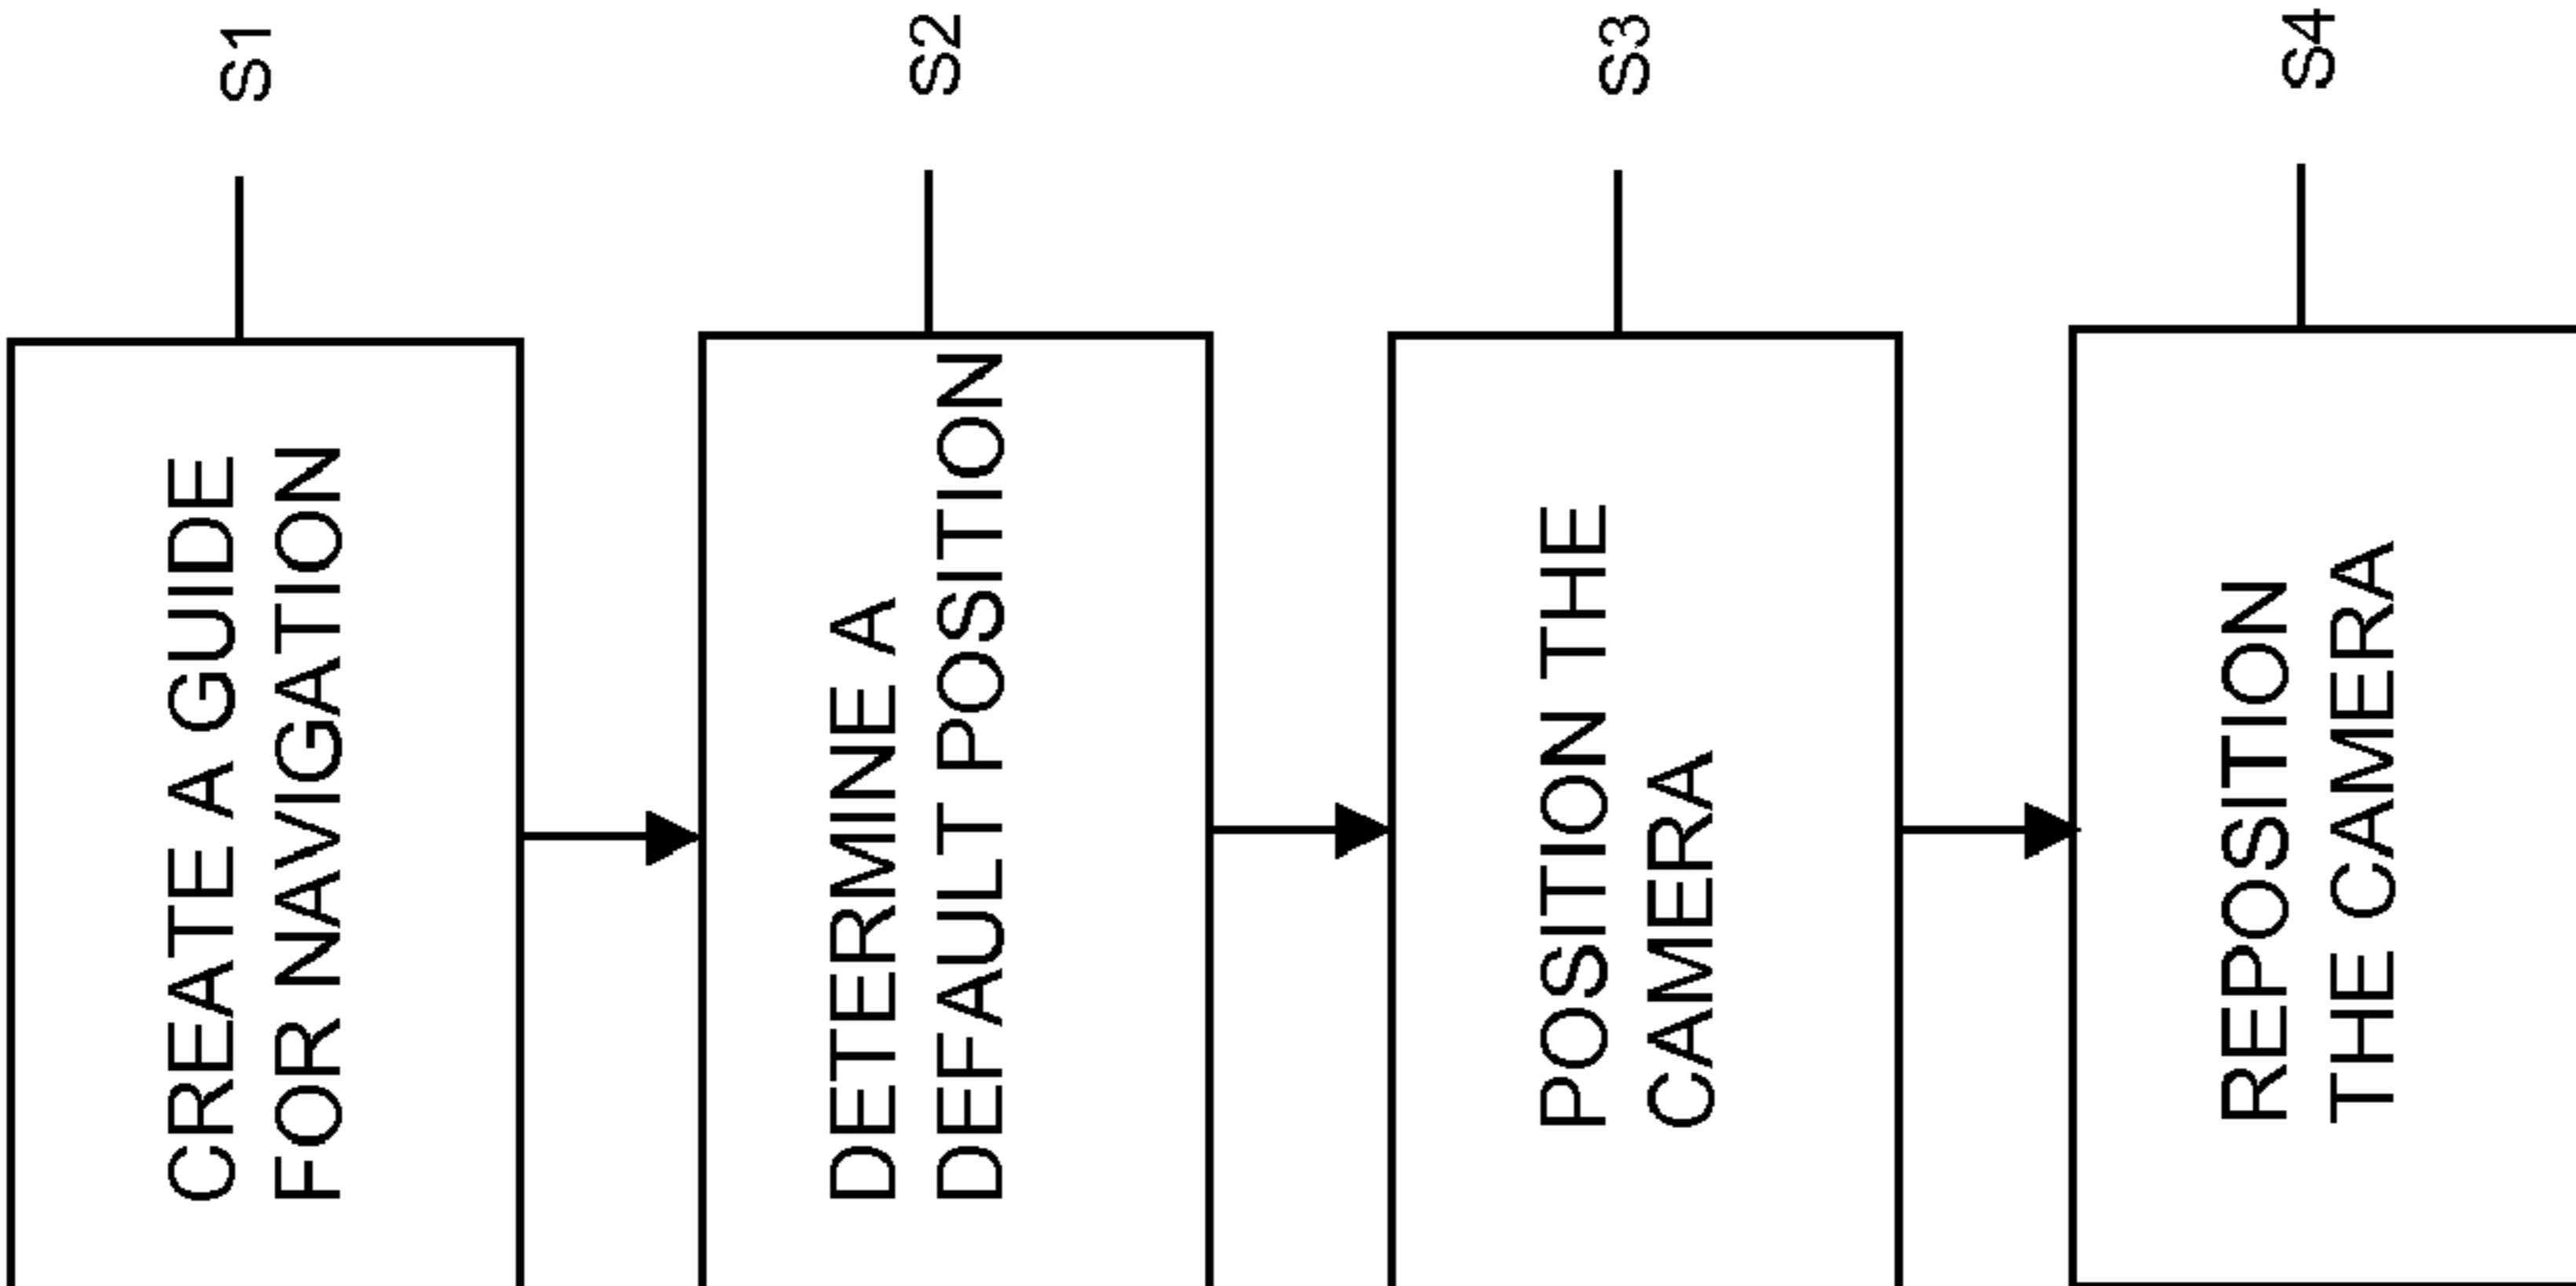 CREATE A GUIDE
FOR NAVIGATION
S1
DETERMINE A
DEFAULT POSITION
S2
POSITION THE
CAMERA
S3
REPOSITION
THE CAMERA
S4